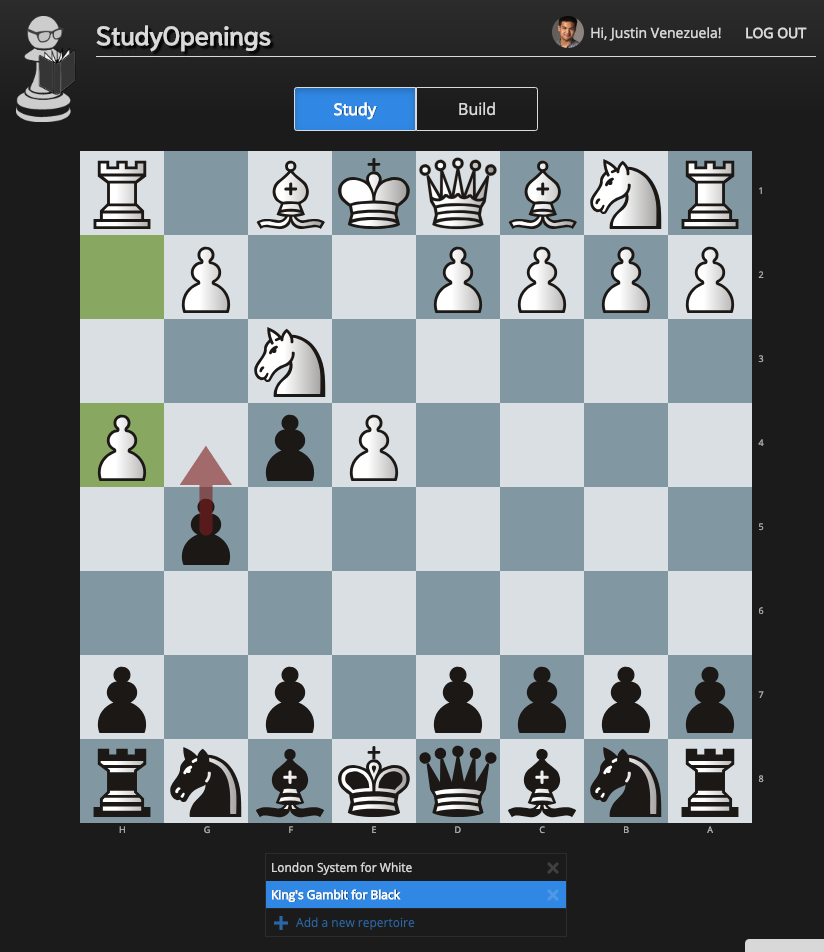 StudyOpenings
Hi, Justin Venezuela!
LOG OUT
Study
Build
1
2
3
4
5
6
7
8
H G F E D C B A
London System for White
King's Gambit for Black
Add a new repertoire